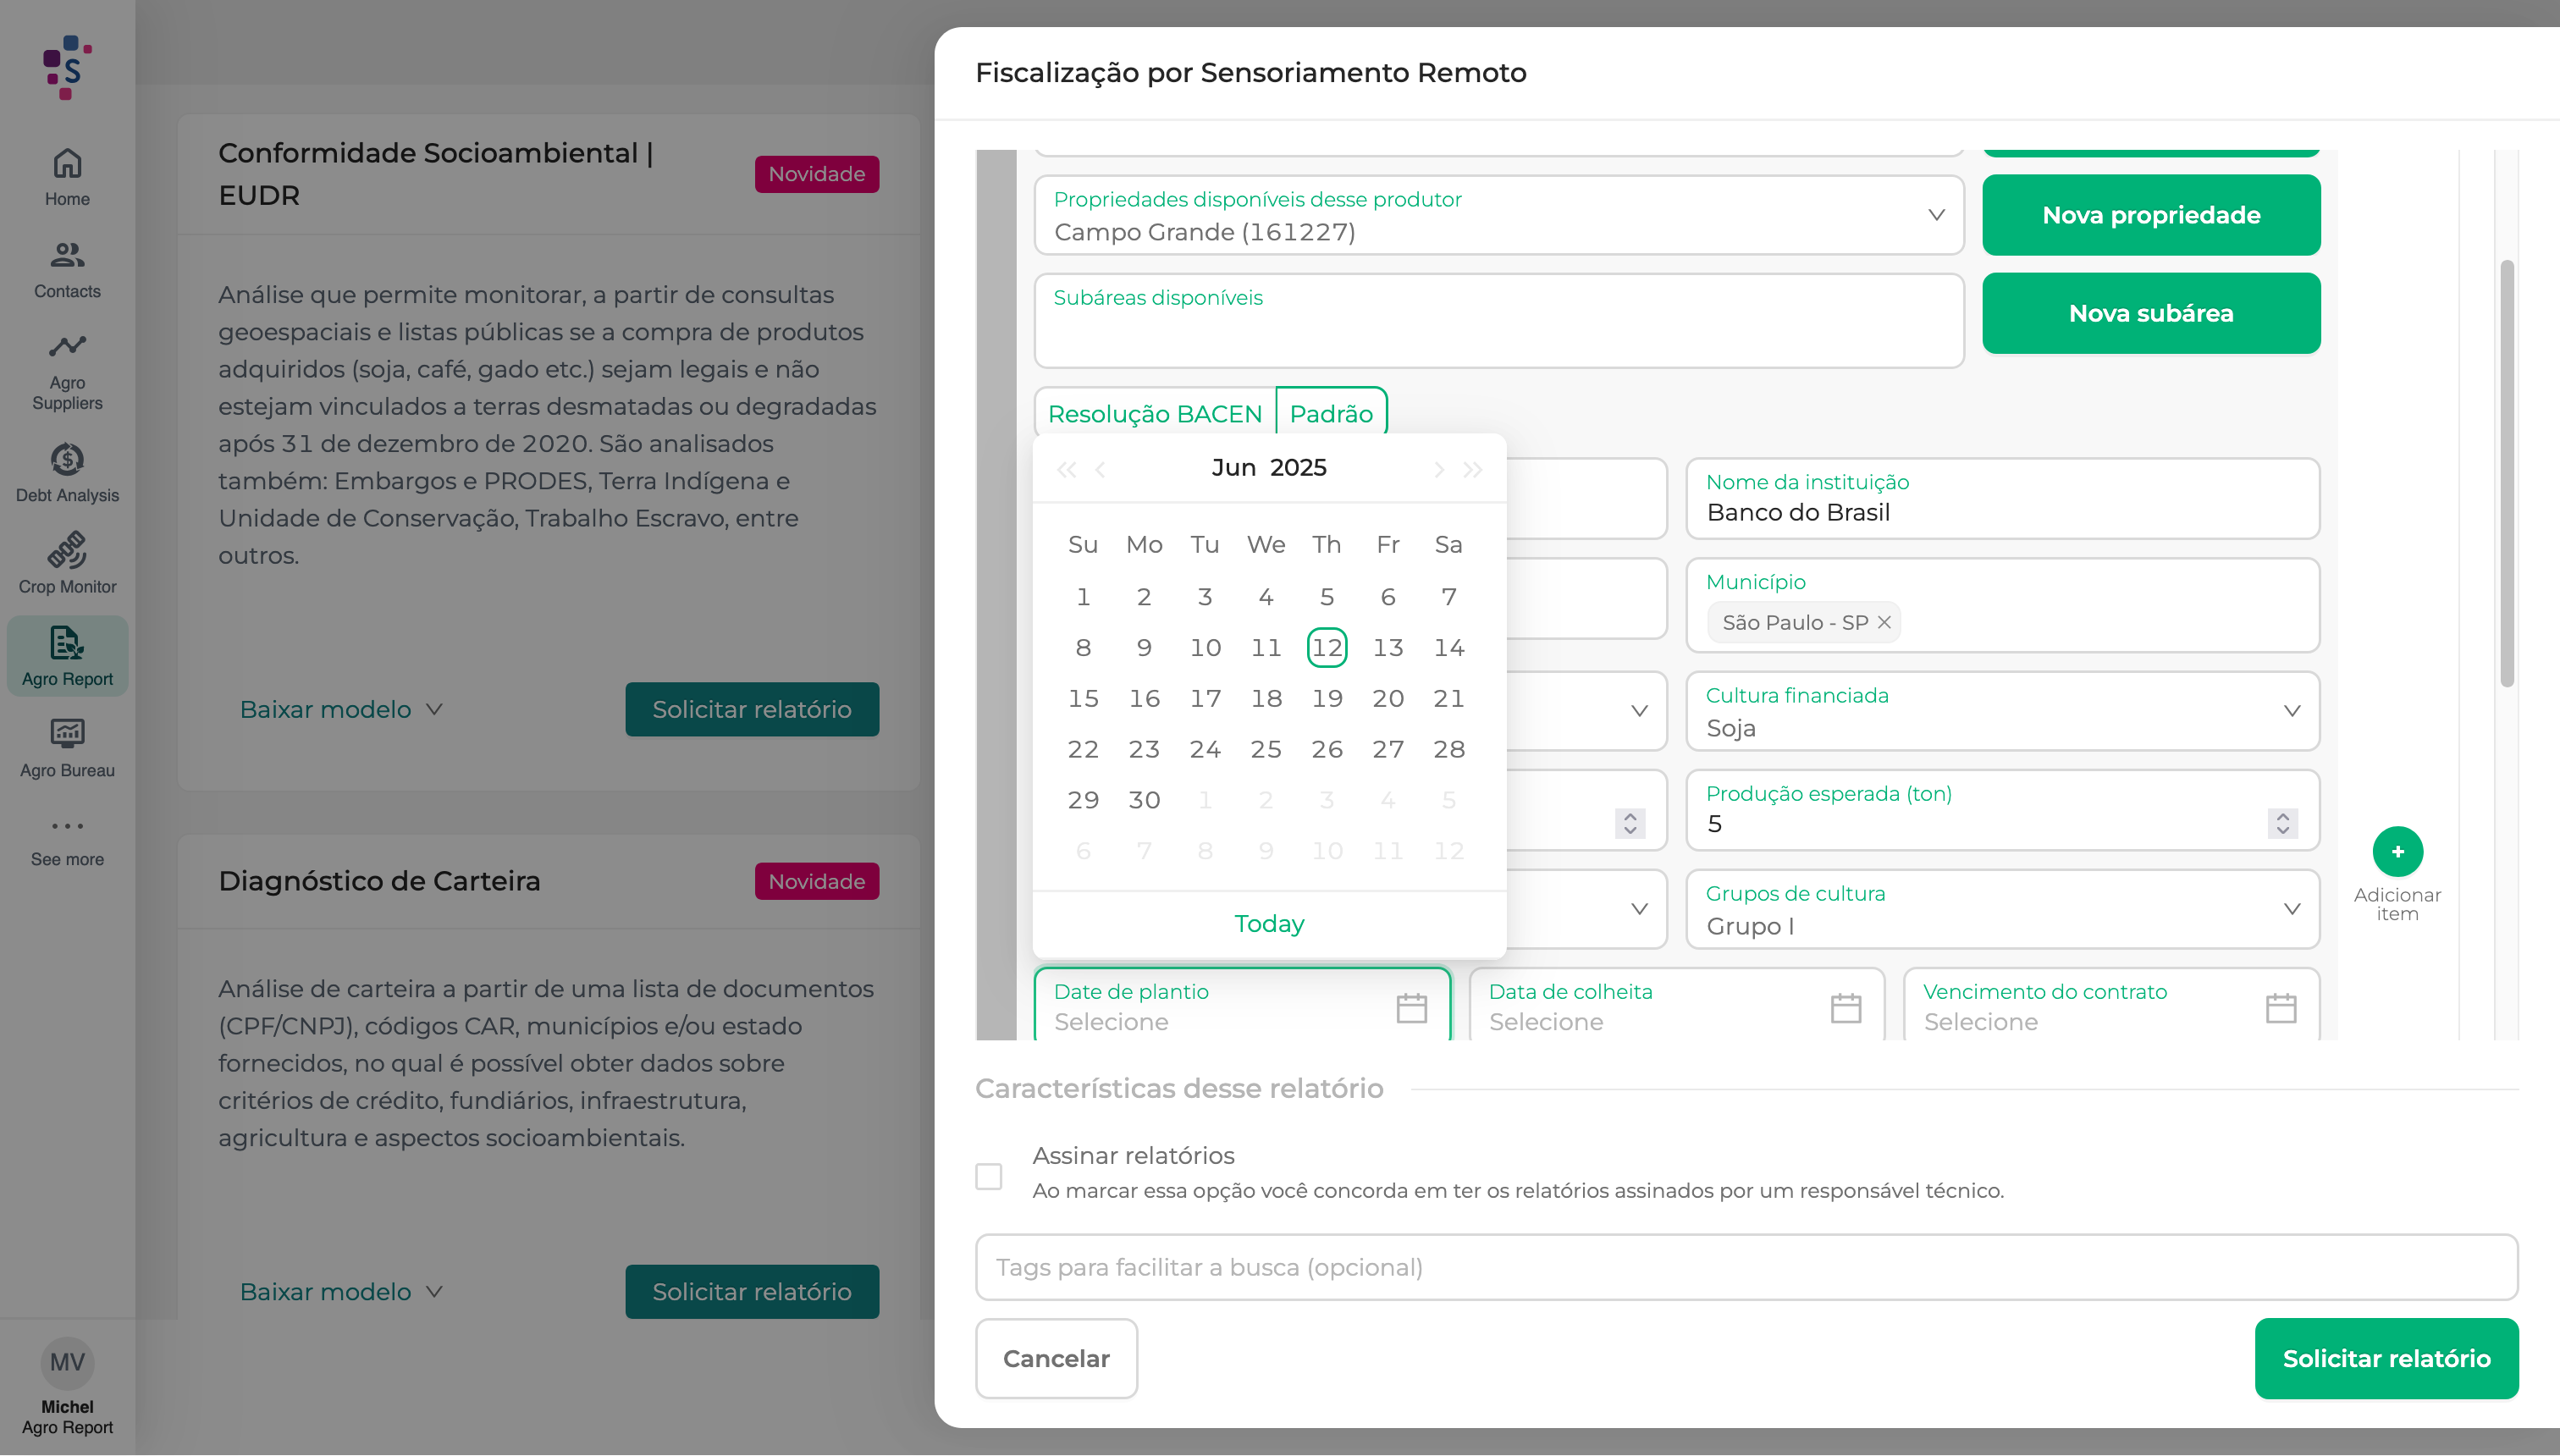 S
Home
Contacts
Agro
Suppliers
Debt Analysis
Crop Monitor
Agro Report
Agro Bureau
See more
MV
Michel
Agro Report
Conformidade Socioambiental |
EUDR
Novidade
Análise que permite monitorar, a partir de consultas
geoespaciais e listas públicas se a compra de produtos
adquiridos (soja, café, gado etc.) sejam legais e não
estejam vinculados a terras desmatadas ou degradadas
após 31 de dezembro de 2020. São analisados
também: Embargos e PRODES, Terra Indígena e
Unidade de Conservação, Trabalho Escravo, entre
outros.
Baixar modelo
Solicitar relatório
Diagnóstico de Carteira
Novidade
Análise de carteira a partir de uma lista de documentos
(CPF/CNPJ), códigos CAR, municípios e/ou estado
fornecidos, no qual é possível obter dados sobre
critérios de crédito, fundiários, infraestrutura,
agricultura e aspectos socioambientais.
Baixar modelo
Solicitar relatório
Fiscalização por Sensoriamento Remoto
Propriedades disponíveis desse produtor
Campo Grande (161227)
Nova propriedade
Subáreas disponíveis
Nova subárea
Resolução BACEN Padrão
Jun 2025
Su Mo Tu We Th Fr Sa
1 2 3 4 5 6 7
8 9 10 11 12 13 14
15 16 17 18 19 20 21
22 23 24 25 26 27 28
29 30 1 2 3 4 5
6 7 8 9 10 11 12
Today
Nome da instituição
Banco do Brasil
Município
São Paulo - SP
Cultura financiada
Soja
Produção esperada (ton)
5
Grupos de cultura
Grupo I
Adicionar
item
Date de plantio
Selecione
Data de colheita
Selecione
Vencimento do contrato
Selecione
Características desse relatório
Assinar relatórios
Ao marcar essa opção você concorda em ter os relatórios assinados por um responsável técnico.
Tags para facilitar a busca (opcional)
Cancelar
Solicitar relatório